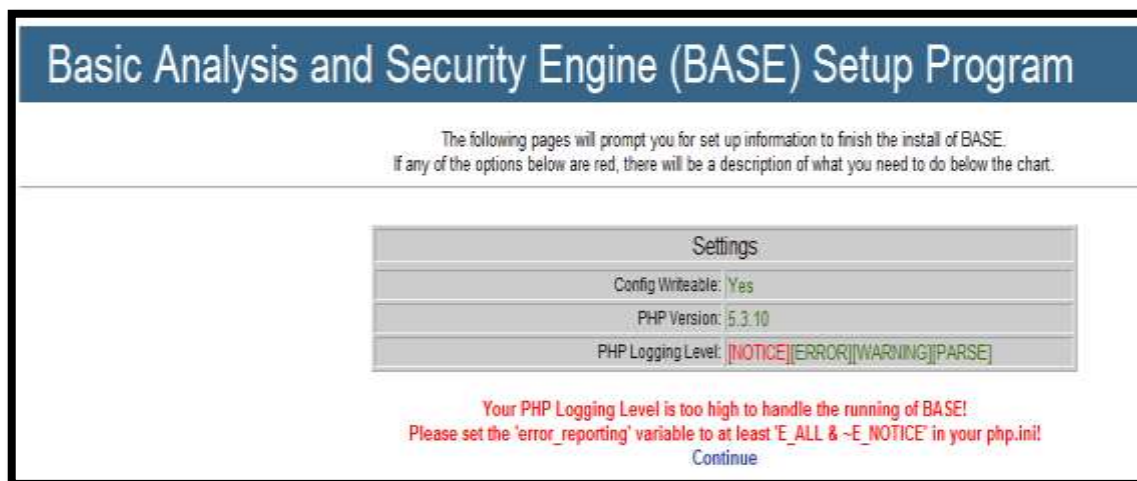 Basic Analysis and Security Engine (BASE) Setup Program
The following pages will prompt you for set up information to finish the install of BASE.
If any of the options below are red, there will be a description of what you need to do below the chart.
Settings
Config Writeable: Yes
PHP Version: 5.3.10
PHP Logging Level: [NOTICE][ERROR][WARNING][PARSE]
Your PHP Logging Level is too high to handle the running of BASE!
Please set the 'error_reporting' variable to at least 'E_ALL & ~E_NOTICE' in your php.ini!
Continue